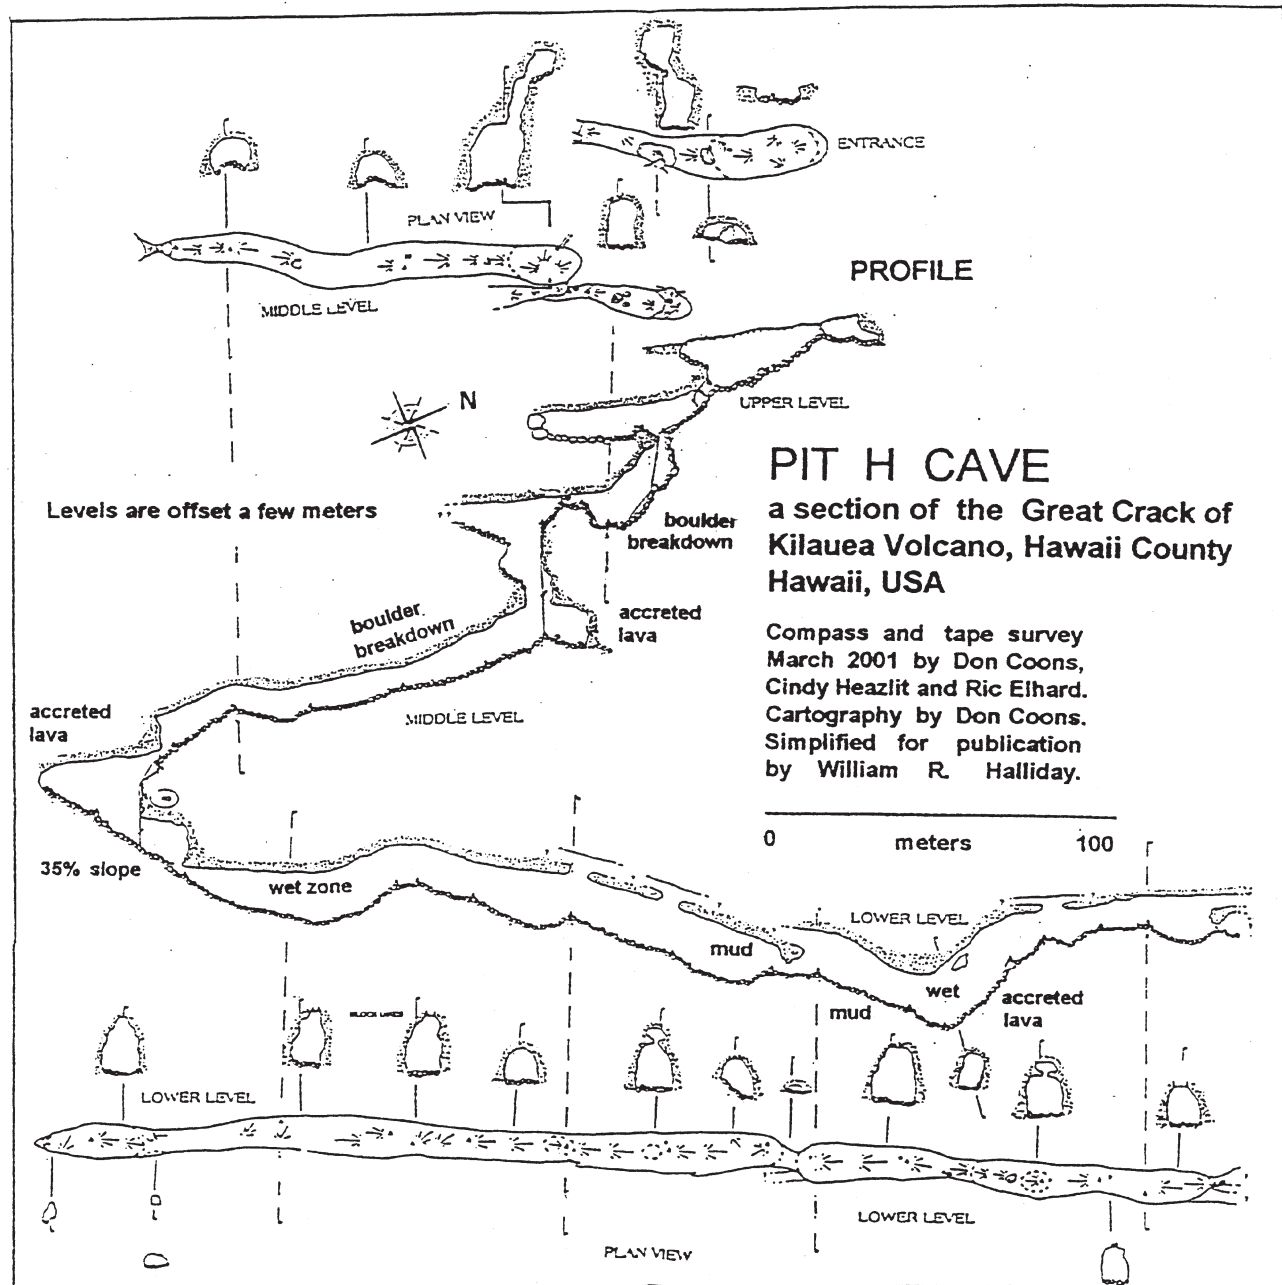 ENTRANCE
PLAN VIEW
MIDDLE LEVEL
PROFILE
UPPER LEVEL
N
Levels are offset a few meters
PIT H CAVE
a section of the Great Crack of
Kilauea Volcano, Hawaii County
Hawaii, USA
boulder
breakdown
accreted
lava
boulder
breakdown
Compass and tape survey
March 2001 by Don Coons,
Cindy Heazlit and Ric Elhard.
Cartography by Don Coons.
Simplified for publication
by William R. Halliday.
accreted
lava
MIDDLE LEVEL
0 meters 100
35% slope
wet zone
LOWER LEVEL
mud
wet
mud
accreted
lava
LOWER LEVEL
LOWER LEVEL
PLAN VIEW